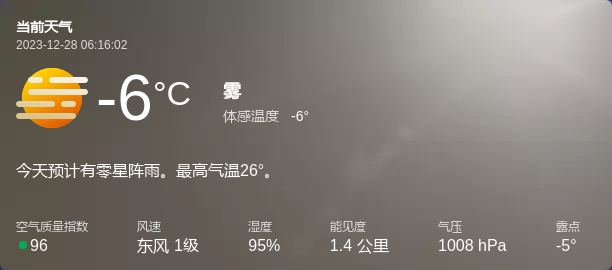 当前天气
2023-12-28 06:16:02
-6°C
雾
体感温度 -6°
今天预计有零星阵雨。最高气温26°。
空气质量指数 风速 湿度 能见度 气压 露点
96 东风 1级 95% 1.4 公里 1008 hPa -5°